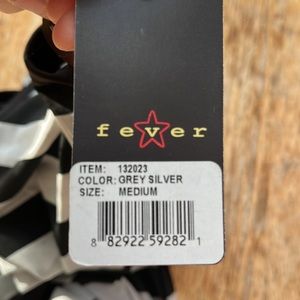 fever
ITEM: 132023
COLOR: GREY SILVER
SIZE: MEDIUM
8 82922 59282 1